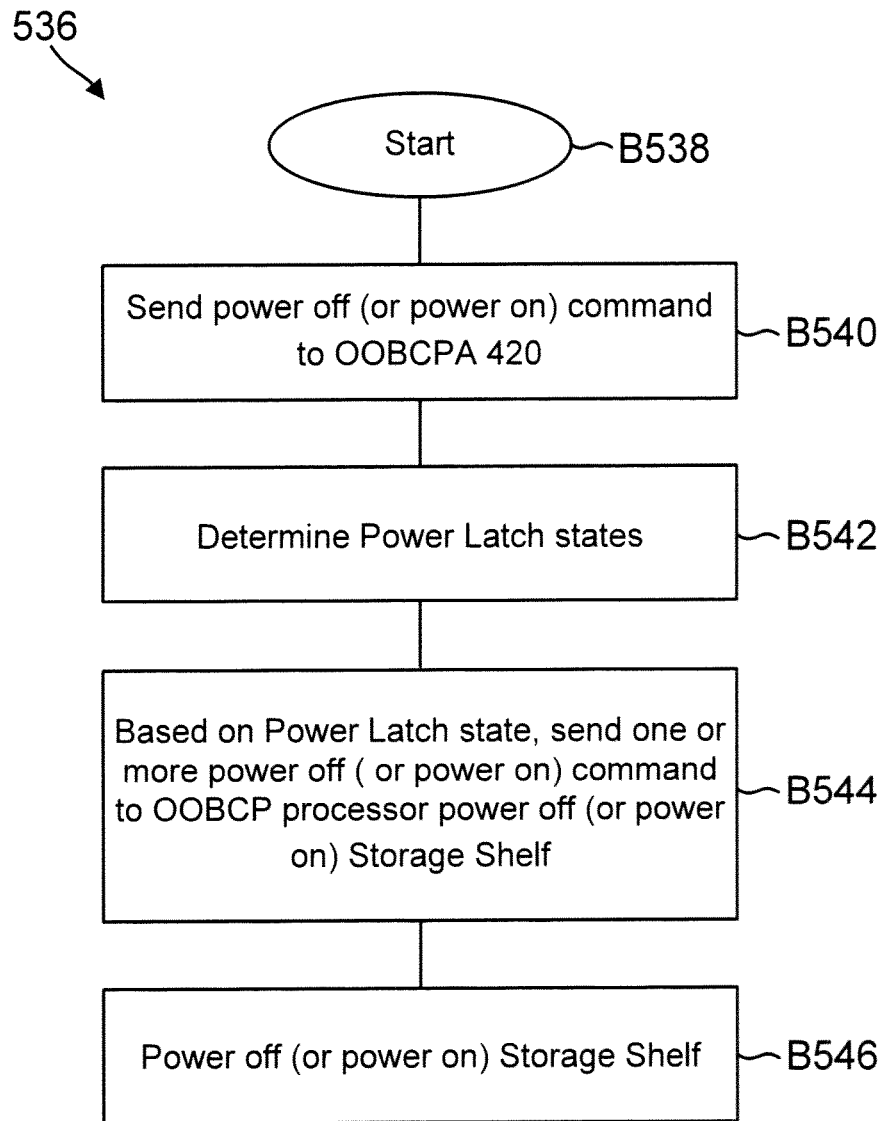 536
Start
B538
Send power off (or power on) command
to OOBCPA 420
B540
Determine Power Latch states
B542
Based on Power Latch state, send one or
more power off ( or power on) command
to OOBCP processor power off (or power
on) Storage Shelf
B544
Power off (or power on) Storage Shelf
B546